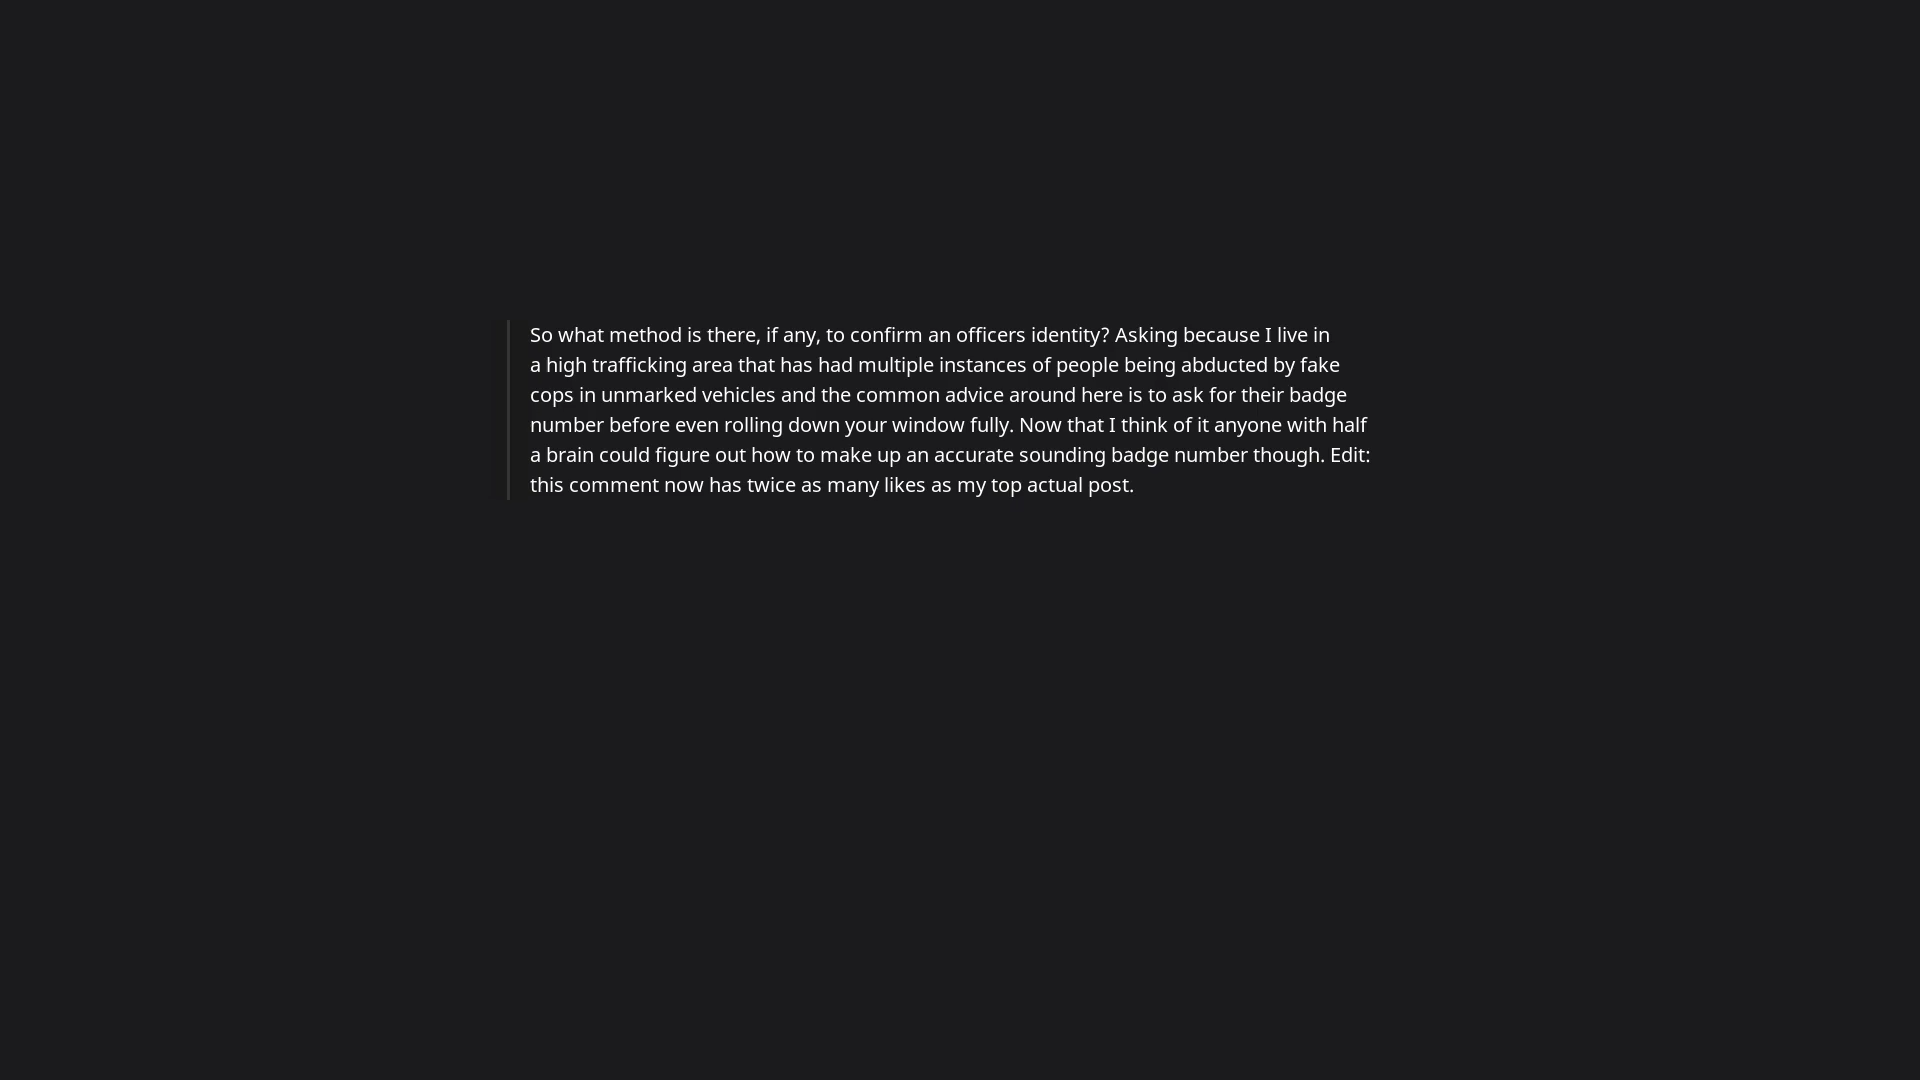 So what method is there, if any, to confirm an officers identity? Asking because I live in
a high trafficking area that has had multiple instances of people being abducted by fake
cops in unmarked vehicles and the common advice around here is to ask for their badge
number before even rolling down your window fully. Now that I think of it anyone with half
a brain could figure out how to make up an accurate sounding badge number though. Edit:
this comment now has twice as many likes as my top actual post.